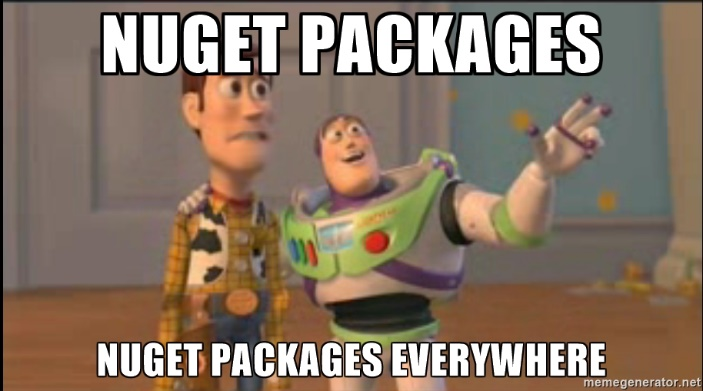 NUGET PACKAGES
NUGET PACKAGES EVERYWHERE
memegenerator.net